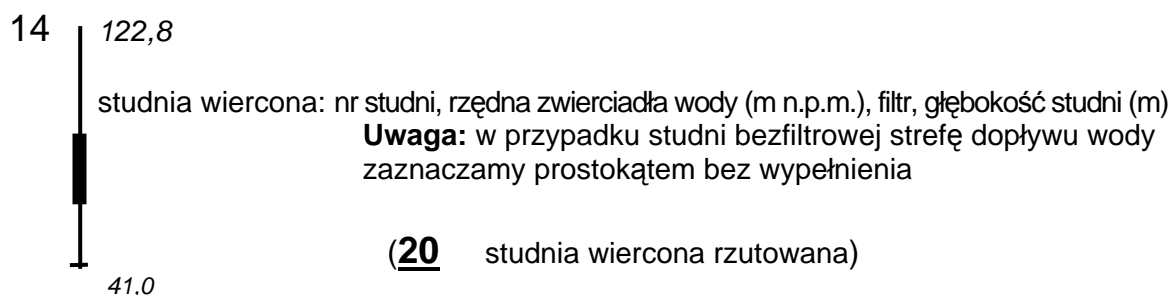 14 122,8
studnia wiercona: nr studni, rzędna zwierciadła wody (m n.p.m.), filtr, głębokość studni (m)
Uwaga: w przypadku studni bezfiltrowej strefę dopływu wody
zaznaczamy prostokątem bez wypełnienia
(20 studnia wiercona rzutowana)
41,0